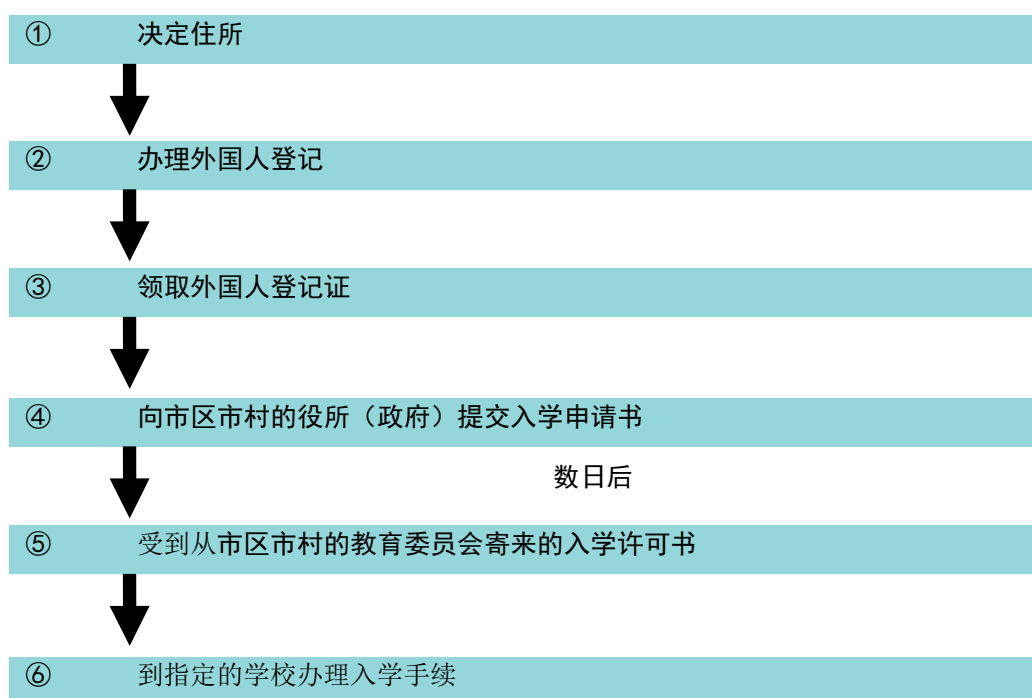 ① 决定住所
② 办理外国人登记
③ 领取外国人登记证
④ 向市区市村的役所（政府）提交入学申请书
数日后
⑤ 受到从市区市村的教育委员会寄来的入学许可书
⑥ 到指定的学校办理入学手续